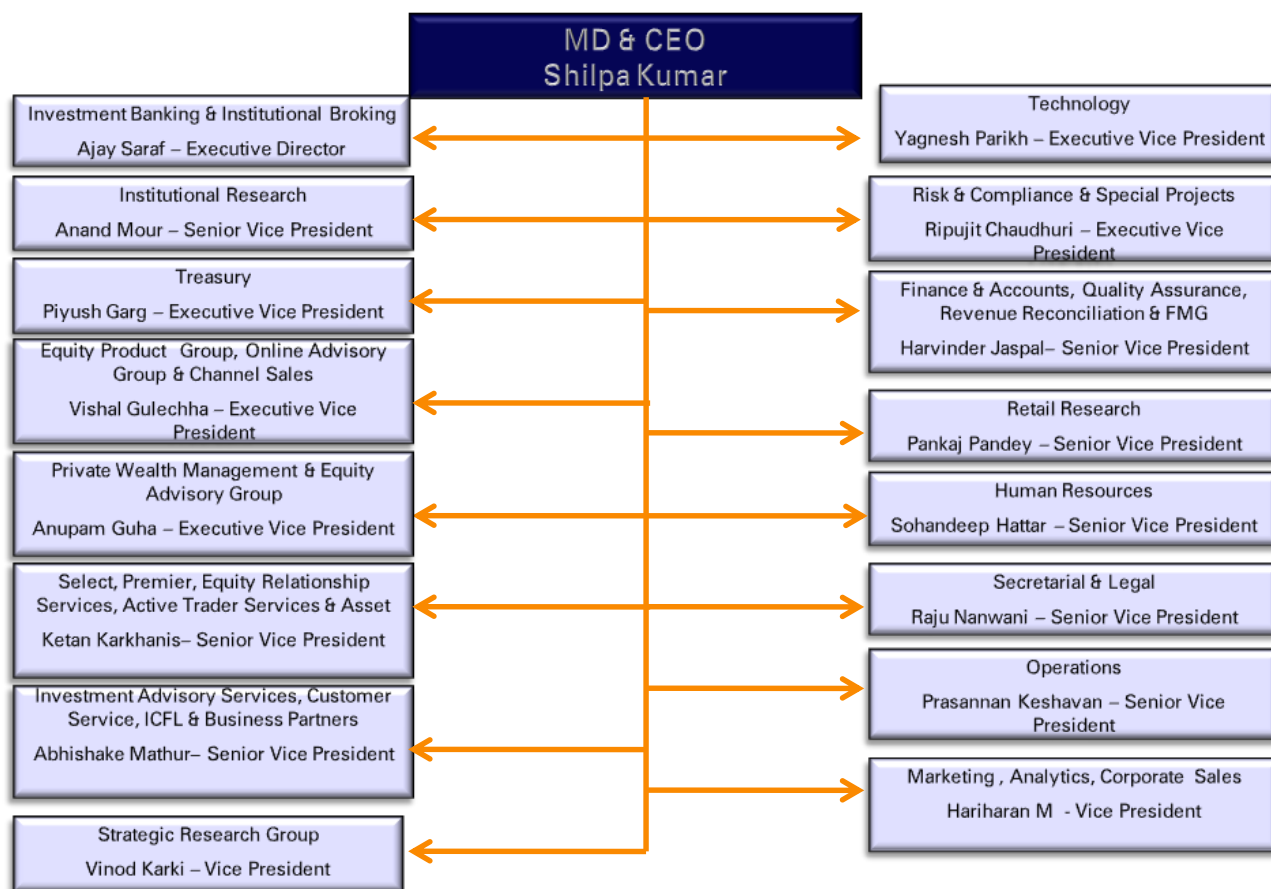 MD & CEO
Shilpa Kumar
Investment Banking & Institutional Broking
Ajay Saraf – Executive Director
Institutional Research
Anand Mour – Senior Vice President
Treasury
Piyush Garg – Executive Vice President
Equity Product Group, Online Advisory
Group & Channel Sales
Vishal Gulechha – Executive Vice
President
Private Wealth Management & Equity
Advisory Group
Anupam Guha – Executive Vice President
Select, Premier, Equity Relationship
Services, Active Trader Services & Asset
Ketan Karkhanis– Senior Vice President
Investment Advisory Services, Customer
Service, ICFL & Business Partners
Abhishake Mathur– Senior Vice President
Strategic Research Group
Vinod Karki – Vice President
Technology
Yagnesh Parikh – Executive Vice President
Risk & Compliance & Special Projects
Ripujit Chaudhuri – Executive Vice
President
Finance & Accounts, Quality Assurance,
Revenue Reconciliation & FMG
Harvinder Jaspal– Senior Vice President
Retail Research
Pankaj Pandey – Senior Vice President
Human Resources
Sohandeep Hattar – Senior Vice President
Secretarial & Legal
Raju Nanwani – Senior Vice President
Operations
Prasannan Keshavan – Senior Vice
President
Marketing , Analytics, Corporate Sales
Hariharan M - Vice President